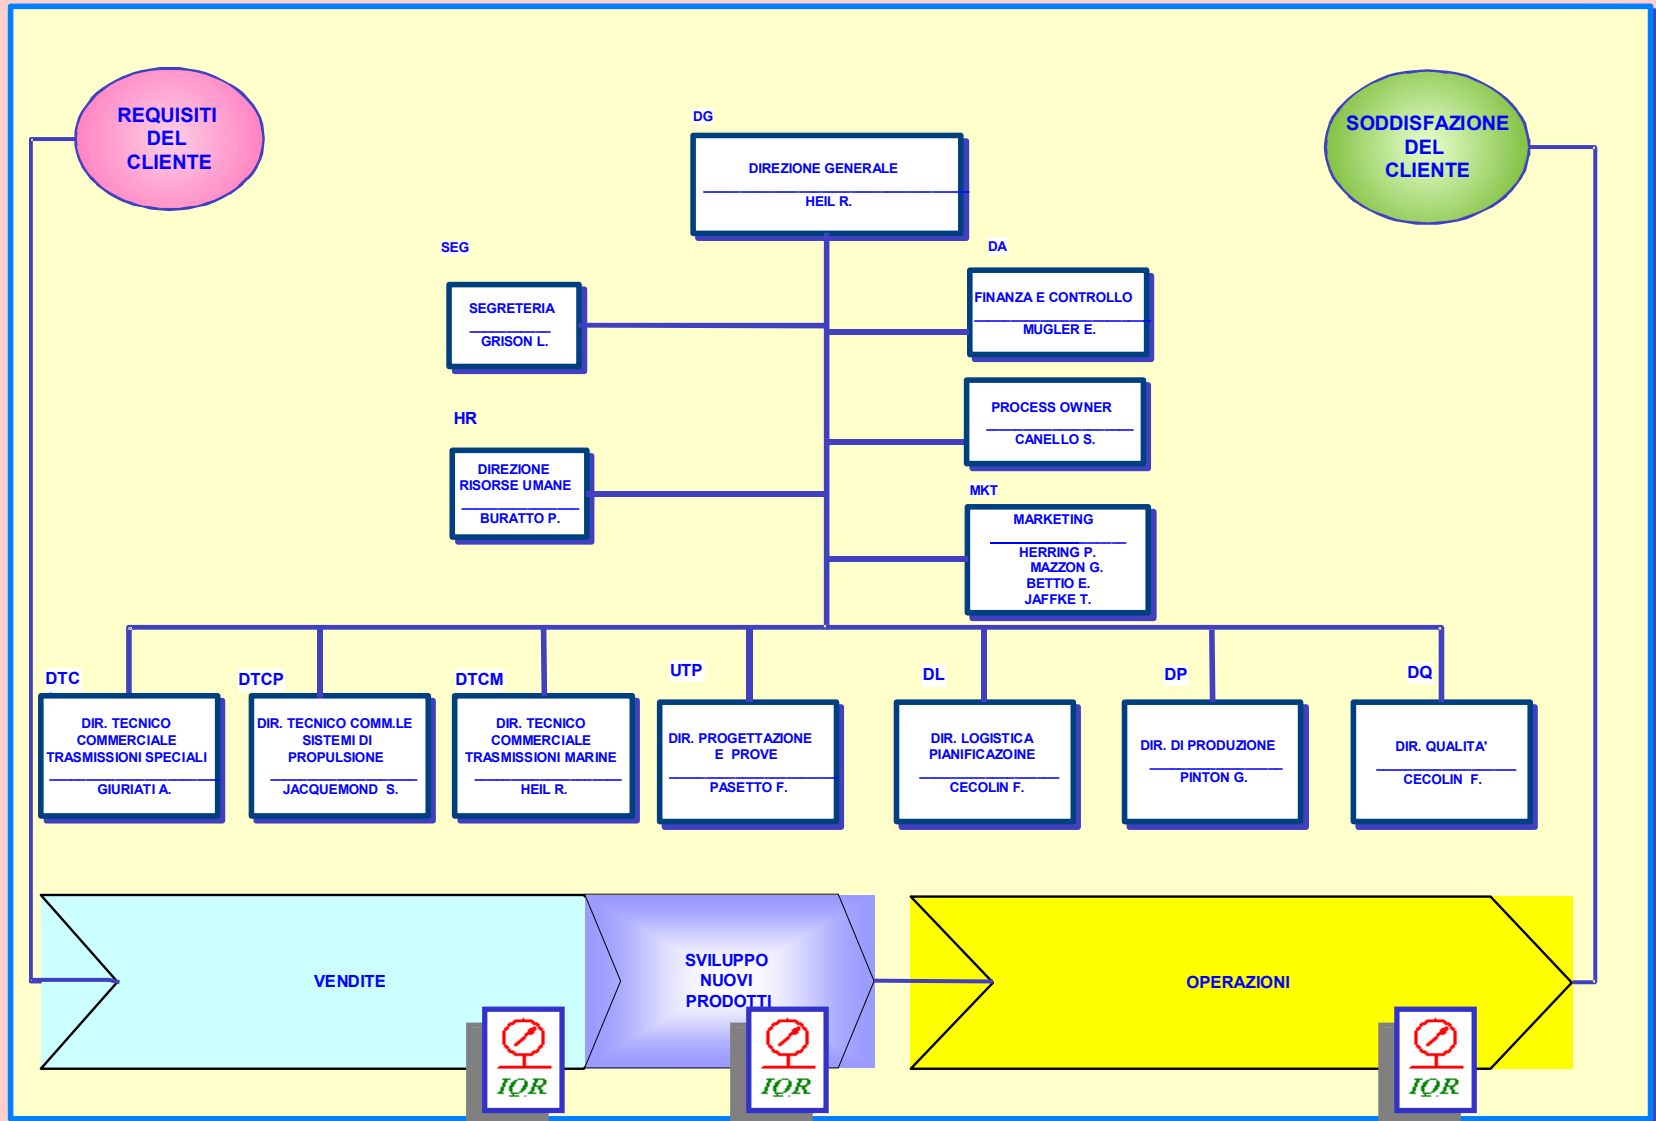 REQUISITI
DEL
CLIENTE
SODDISFAZIONE
DEL
CLIENTE
DG
DIREZIONE GENERALE
HEIL R.
SEG
SEGRETERIA
GRISON L.
DA
FINANZA E CONTROLLO
MUGLER E.
PROCESS OWNER
CANELLO S.
HR
DIREZIONE
RISORSE UMANE
BURATTO P.
MKT
MARKETING
HERRING P.
MAZZON G.
BETTIO E.
JAFFKE T.
DTC
DIR. TECNICO
COMMERCIALE
TRASMISSIONI SPECIALI
GIURIATI A.
DTCP
DIR. TECNICO COMM.LE
SISTEMI DI
PROPULSIONE
JACQUEMOND S.
DTCM
DIR. TECNICO
COMMERCIALE
TRASMISSIONI MARINE
HEIL R.
UTP
DIR. PROGETTAZIONE
E PROVE
PASETTO F.
DL
DIR. LOGISTICA
PIANIFICAZOINE
CECOLIN F.
DP
DIR. DI PRODUZIONE
PINTON G.
DQ
DIR. QUALITA'
CECOLIN F.
VENDITE
SVILUPPO
NUOVI
PRODOTTI
OPERAZIONI
IQR
IQR
IQR